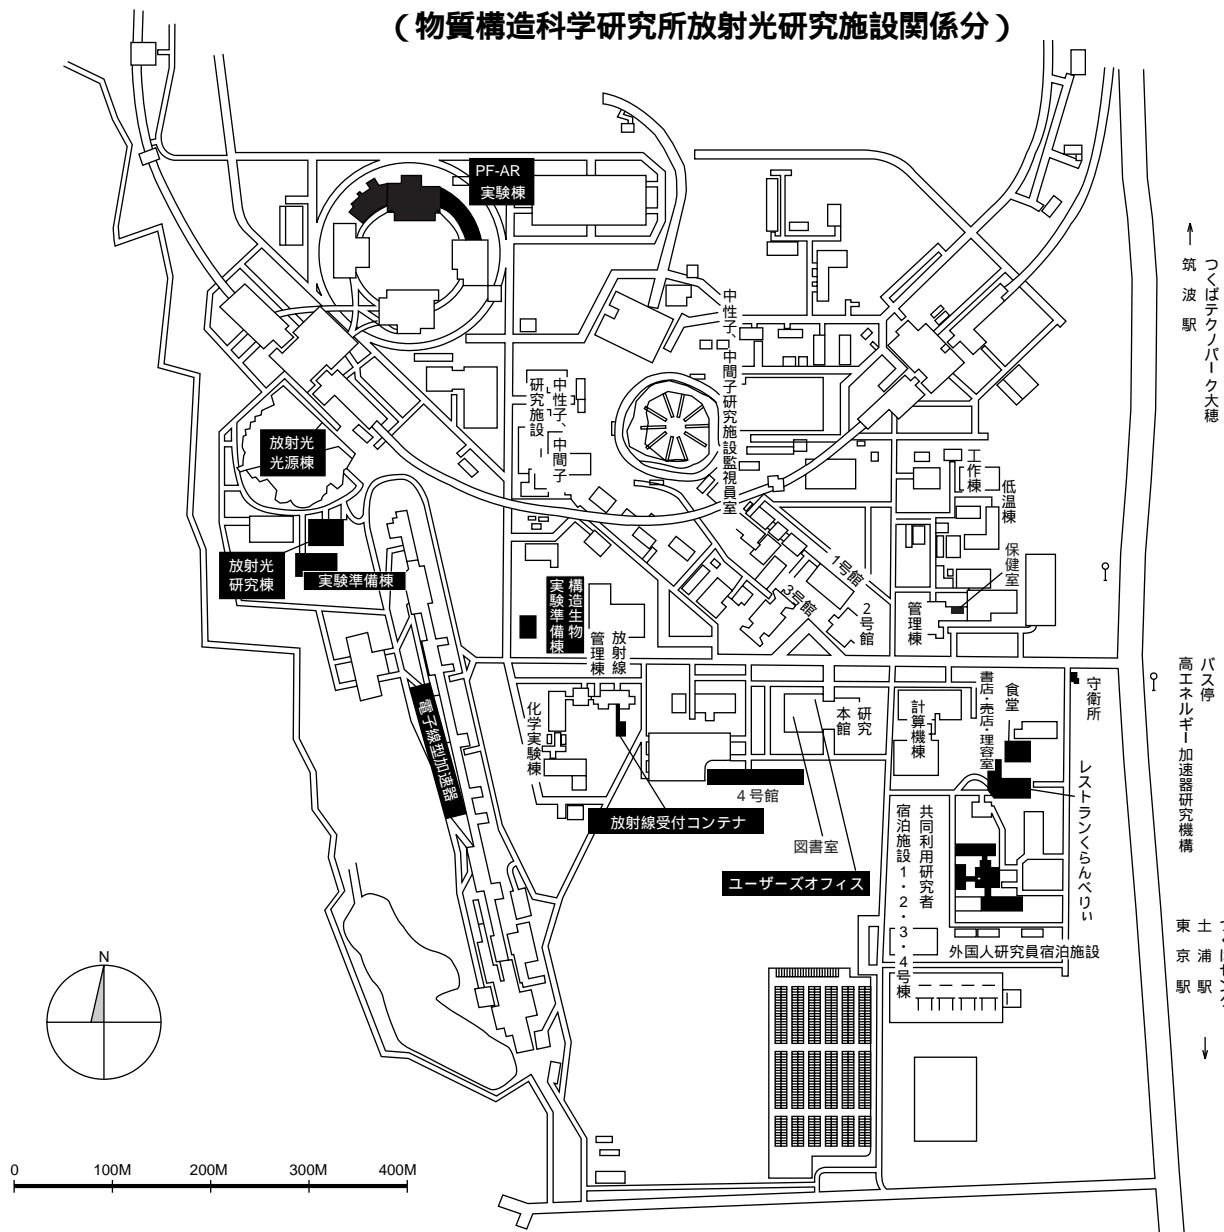 （物質構造科学研究所放射光研究施設関係分）
PF-AR
実験棟
つくばテクノパーク大穂
筑波駅
中性子、中間子研究施設監視員室
中性子、中間子
研究施設
放射光
光源棟
工作棟
低温棟
保健室
放射光
研究棟
実験準備棟
構造生物
実験準備棟
放射線
管理棟
1号館
3号館
2号館
管理棟
バス停
高エネルギー加速器研究機構
守衛所
食堂
書店・売店・理容室
計算機棟
研究
本館
化学実験棟
電子線型加速器
レストランくらんべりぃ
4号館
放射線受付コンテナ
図書室
ユーザーズオフィス
共同利用研究者
宿泊施設1・2・3・4号棟
外国人研究員宿泊施設
土浦駅
東京駅
N
0 100M 200M 300M 400M